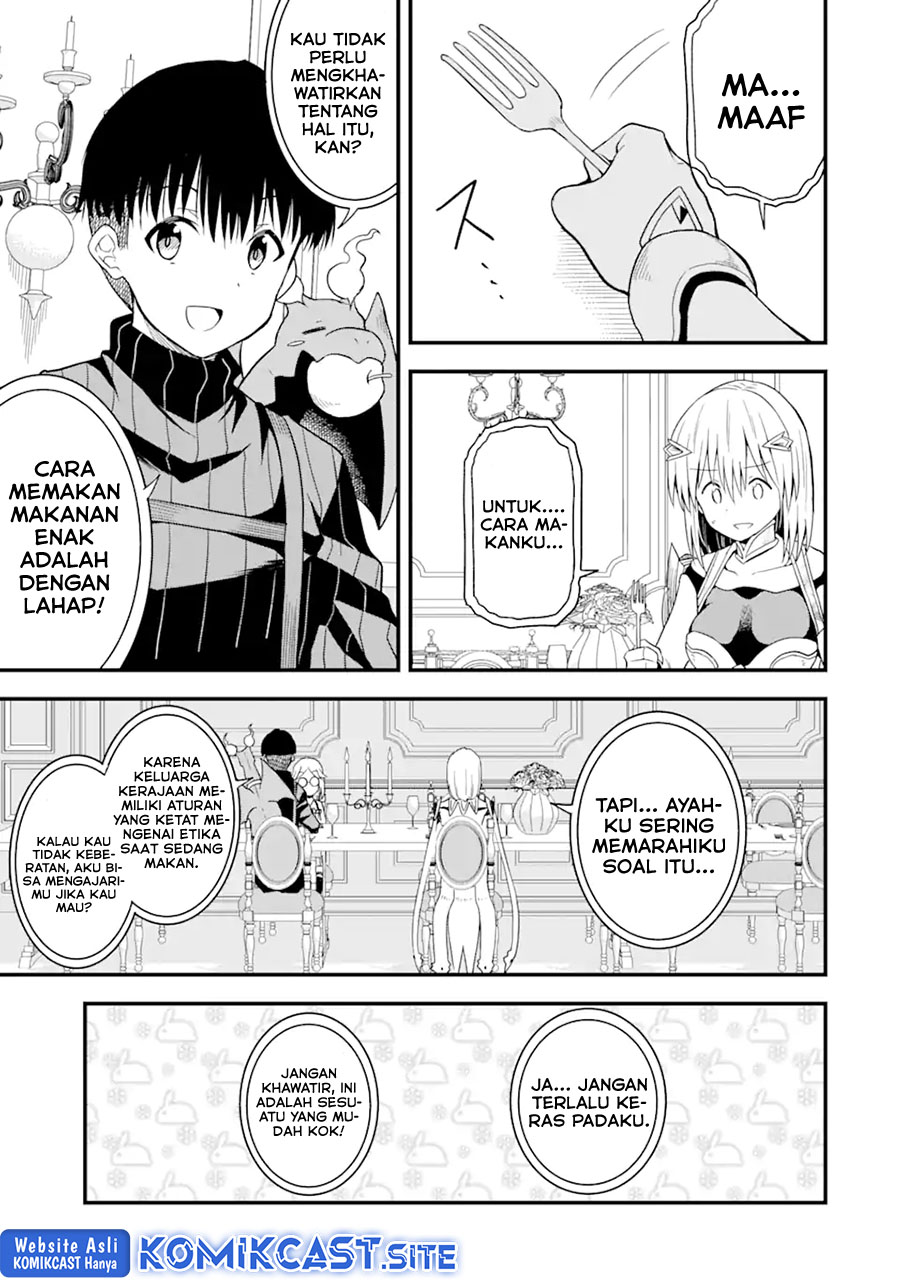 MA...
MAAF
ス
KAU TIDAK
PERLU
MENGKHA-
WATIRKAN
TENTANG
HAL ITU,
KAN?
UNTUK....
CARA MA-
KANKU...
CARA
MEMAKAN
MAKANAN
ENAK
ADALAH
DENGAN
LAHAP!
TAPI... AYAH-
KU SERING
MEMARAHIKU
SOAL ITU...
KARENA
KELUARGA
KERAJAAN ME-
MILIKI ATURAN
YANG KETAT ME-
NGENAI ETIKA
SAAT SEDANG
MAKAN.
KALAU KAU
TIDAK KEBE-
RATAN, AKU BI-
SA MENGAJARI-
MU JIKA KAU
MAU?
JA... JANGAN
TERLALU KE-
RAS PADAKU.
JANGAN
KHAWATIR, INI
ADALAH SESU-
ATU YANG MU-
DAH KOK!
Website Asli
KOMIKCAST Hanya
KOMIKCAST.SITE